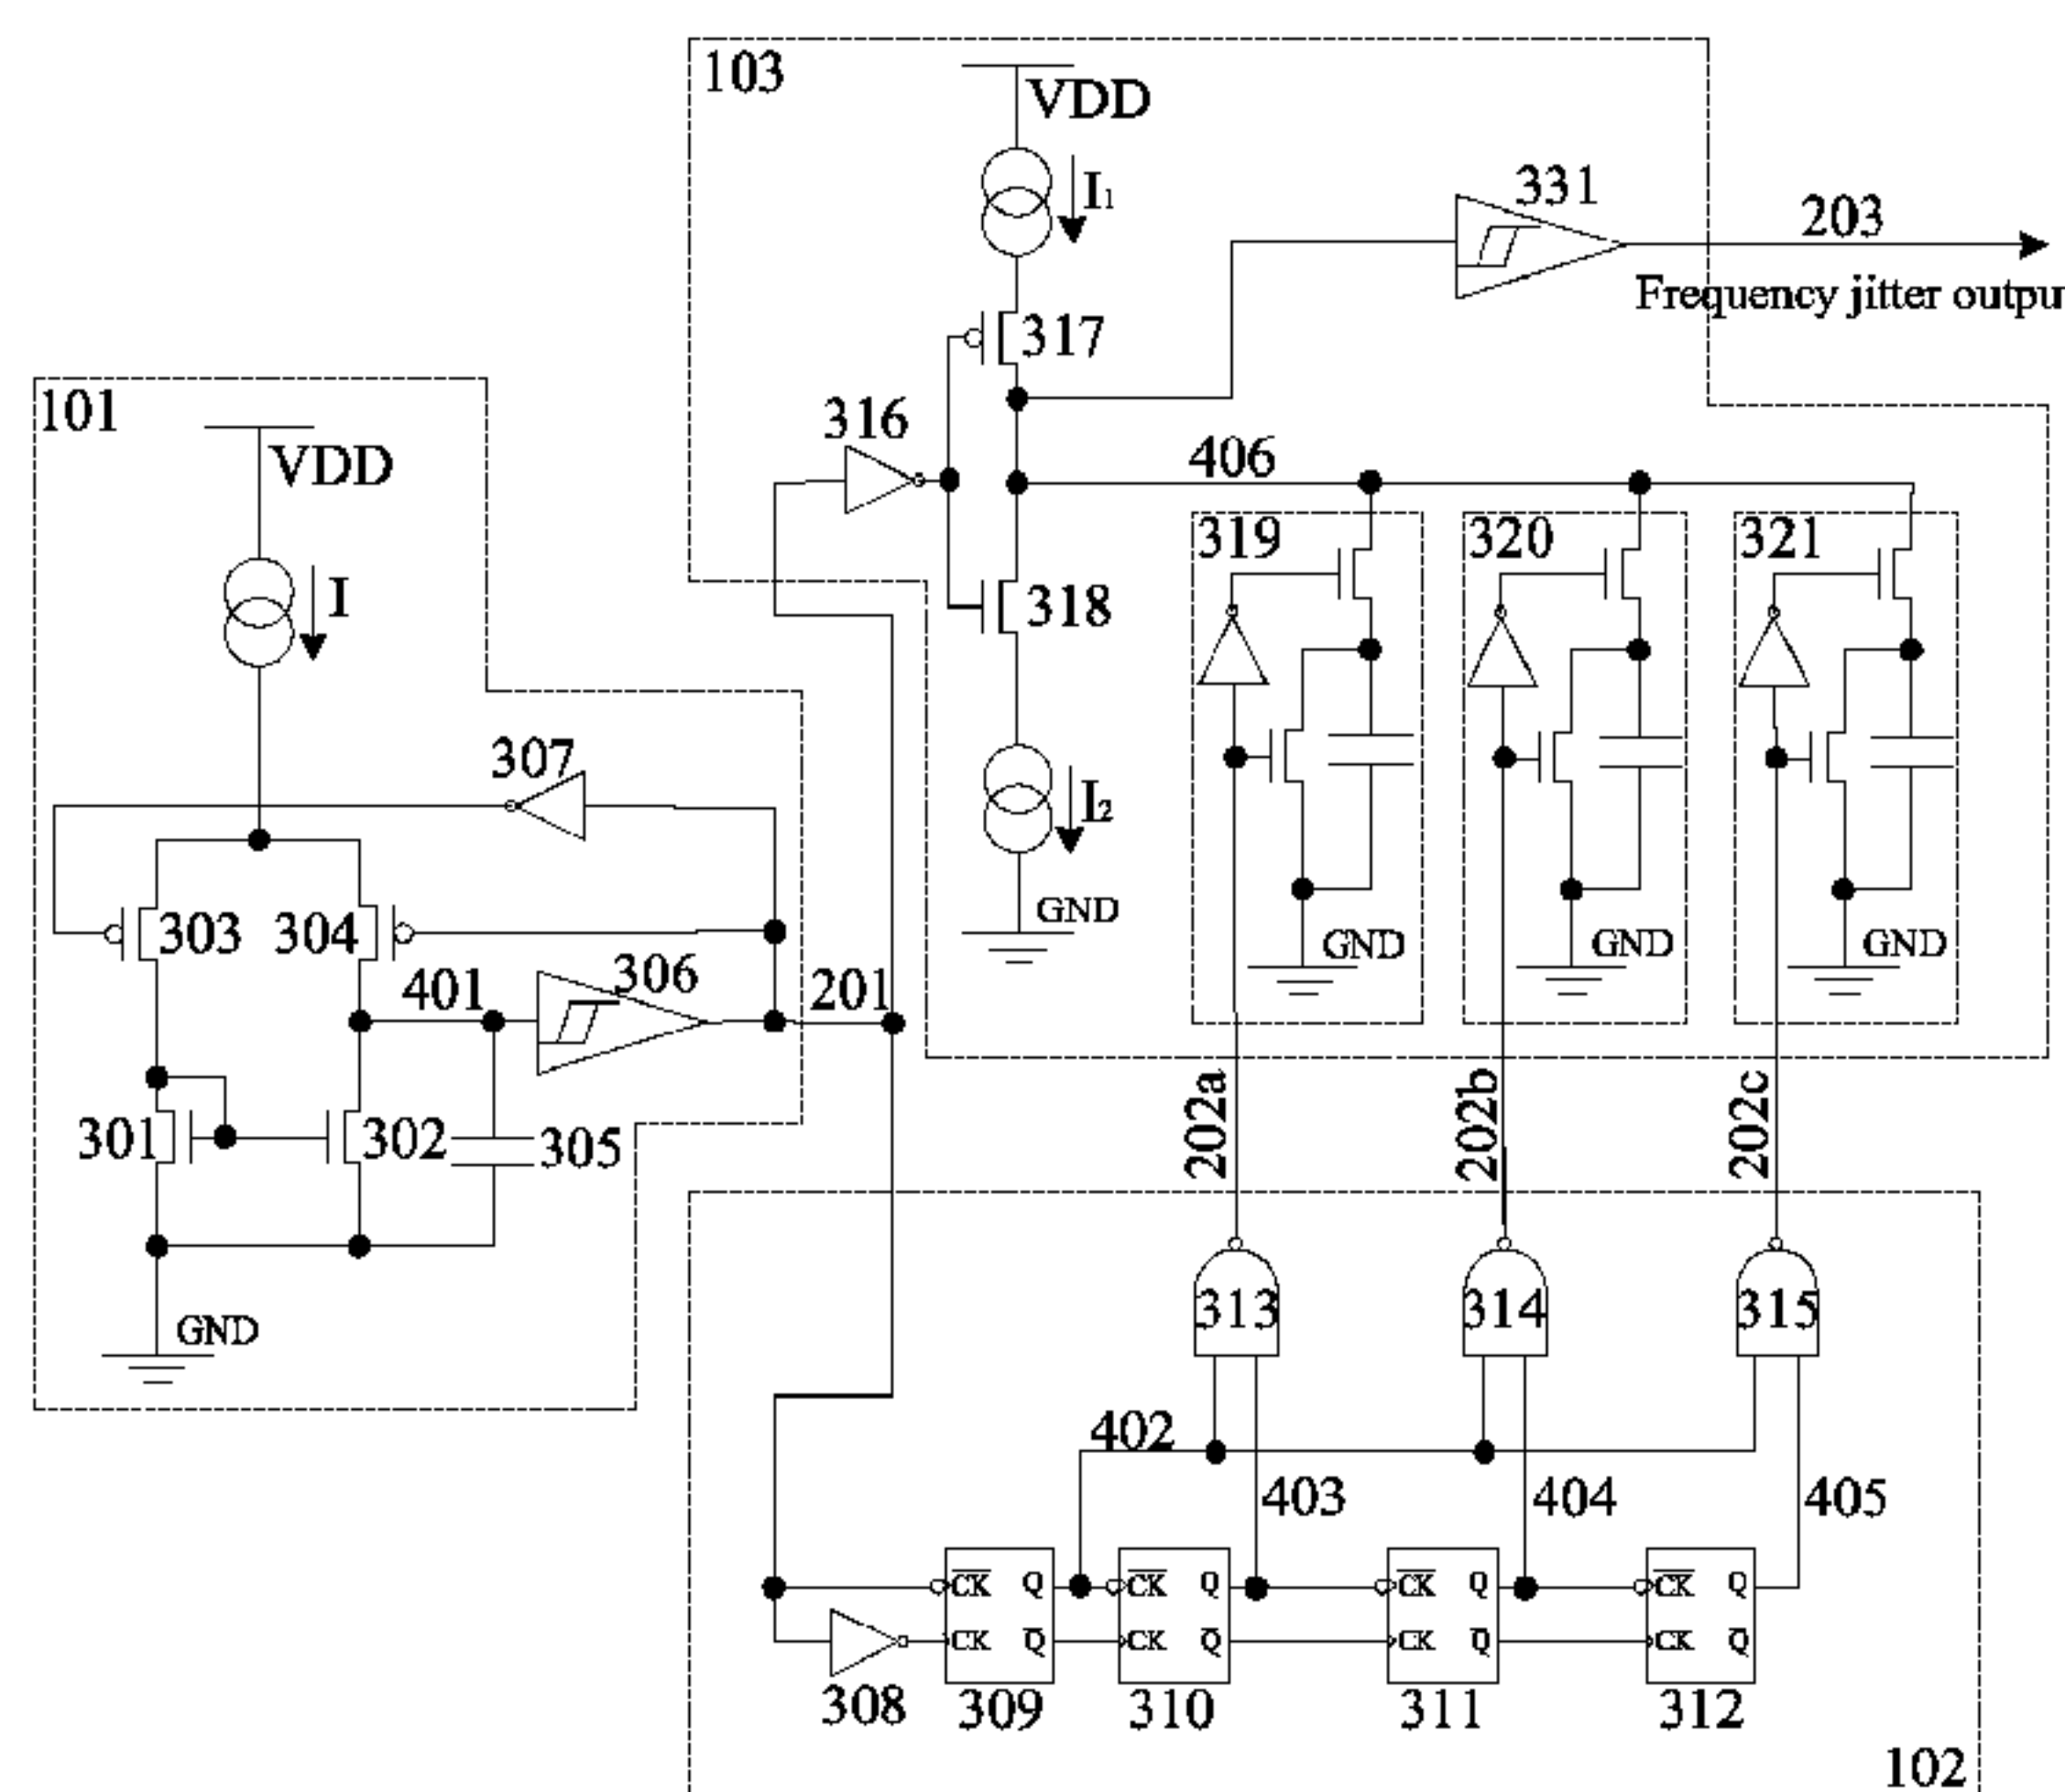 103
VDD
I1
331
203
Frequency jitter outpu
317
101
VDD
316
406
319
320
321
I
318
307
I2
GND
303
304
GND
GND
GND
401
306
201
301
302
305
202a
202b
202c
GND
313
314
315
402
403
404
405
CK Q
CK Q
CK Q
CK Q
CK Q
CK Q
CK Q
CK Q
308
309
310
311
312
102